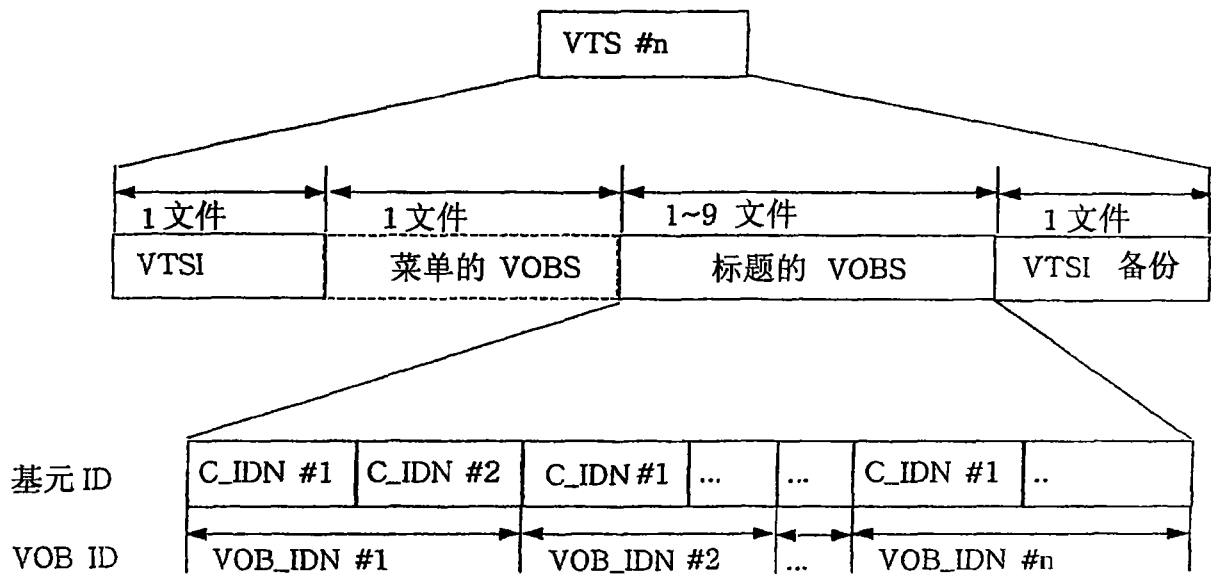 VTS #n
1文件 1文件 1~9 文件 1文件
VTSI 菜单的 VOBS 标题的 VOBS VTSI 备份
基元 ID C_IDN #1 C_IDN #2 C_IDN #1 ... ... C_IDN #1 ..
VOB ID VOB_IDN #1 VOB_IDN #2 ... VOB_IDN #n